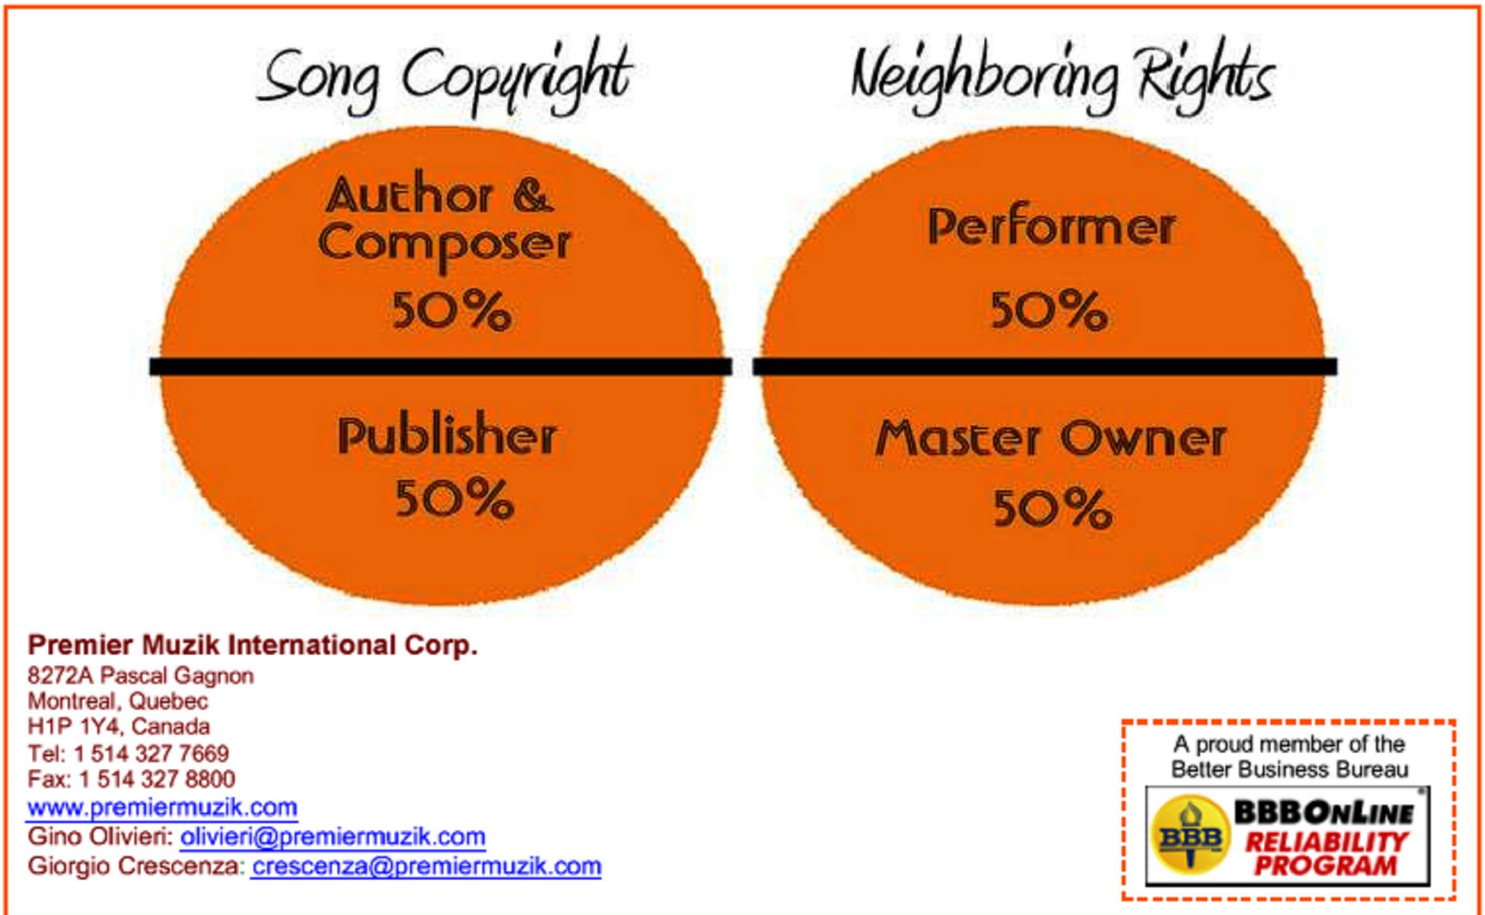 Song Copyright
Neighboring Rights
Author &
Composer
50%
Publisher
50%
Performer
50%
Master Owner
50%
Premier Muzik International Corp.
8272A Pascal Gagnon
Montreal, Quebec
H1P 1Y4, Canada
Tel: 1 514 327 7669
Fax: 1 514 327 8800
www.premiermuzik.com
Gino Olivieri: olivieri@premiermuzik.com
Giorgio Crescenza: crescenza@premiermuzik.com
A proud member of the
Better Business Bureau
BBB
BBBONLINE®
RELIABILITY
PROGRAM